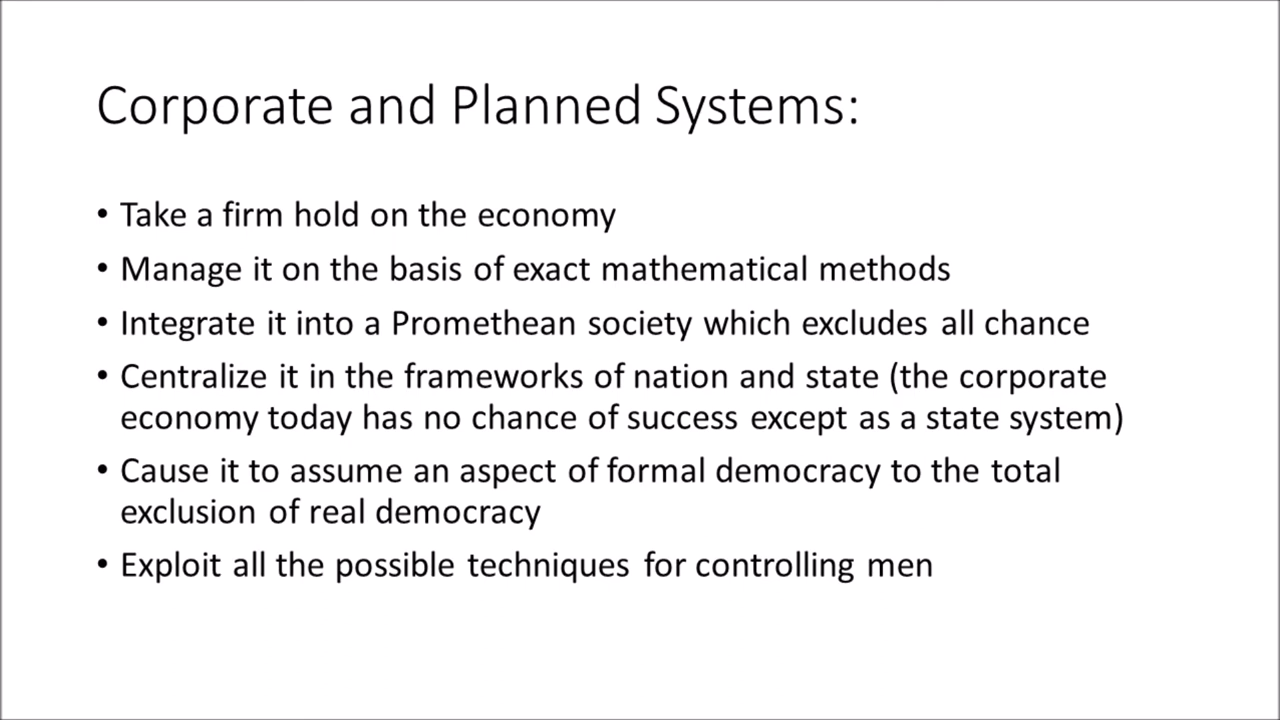 Corporate and Planned Systems:
• Take a firm hold on the economy
• Manage it on the basis of exact mathematical methods
• Integrate it into a Promethean society which excludes all chance
• Centralize it in the frameworks of nation and state (the corporate
economy today has no chance of success except as a state system)
• Cause it to assume an aspect of formal democracy to the total
exclusion of real democracy
• Exploit all the possible techniques for controlling men